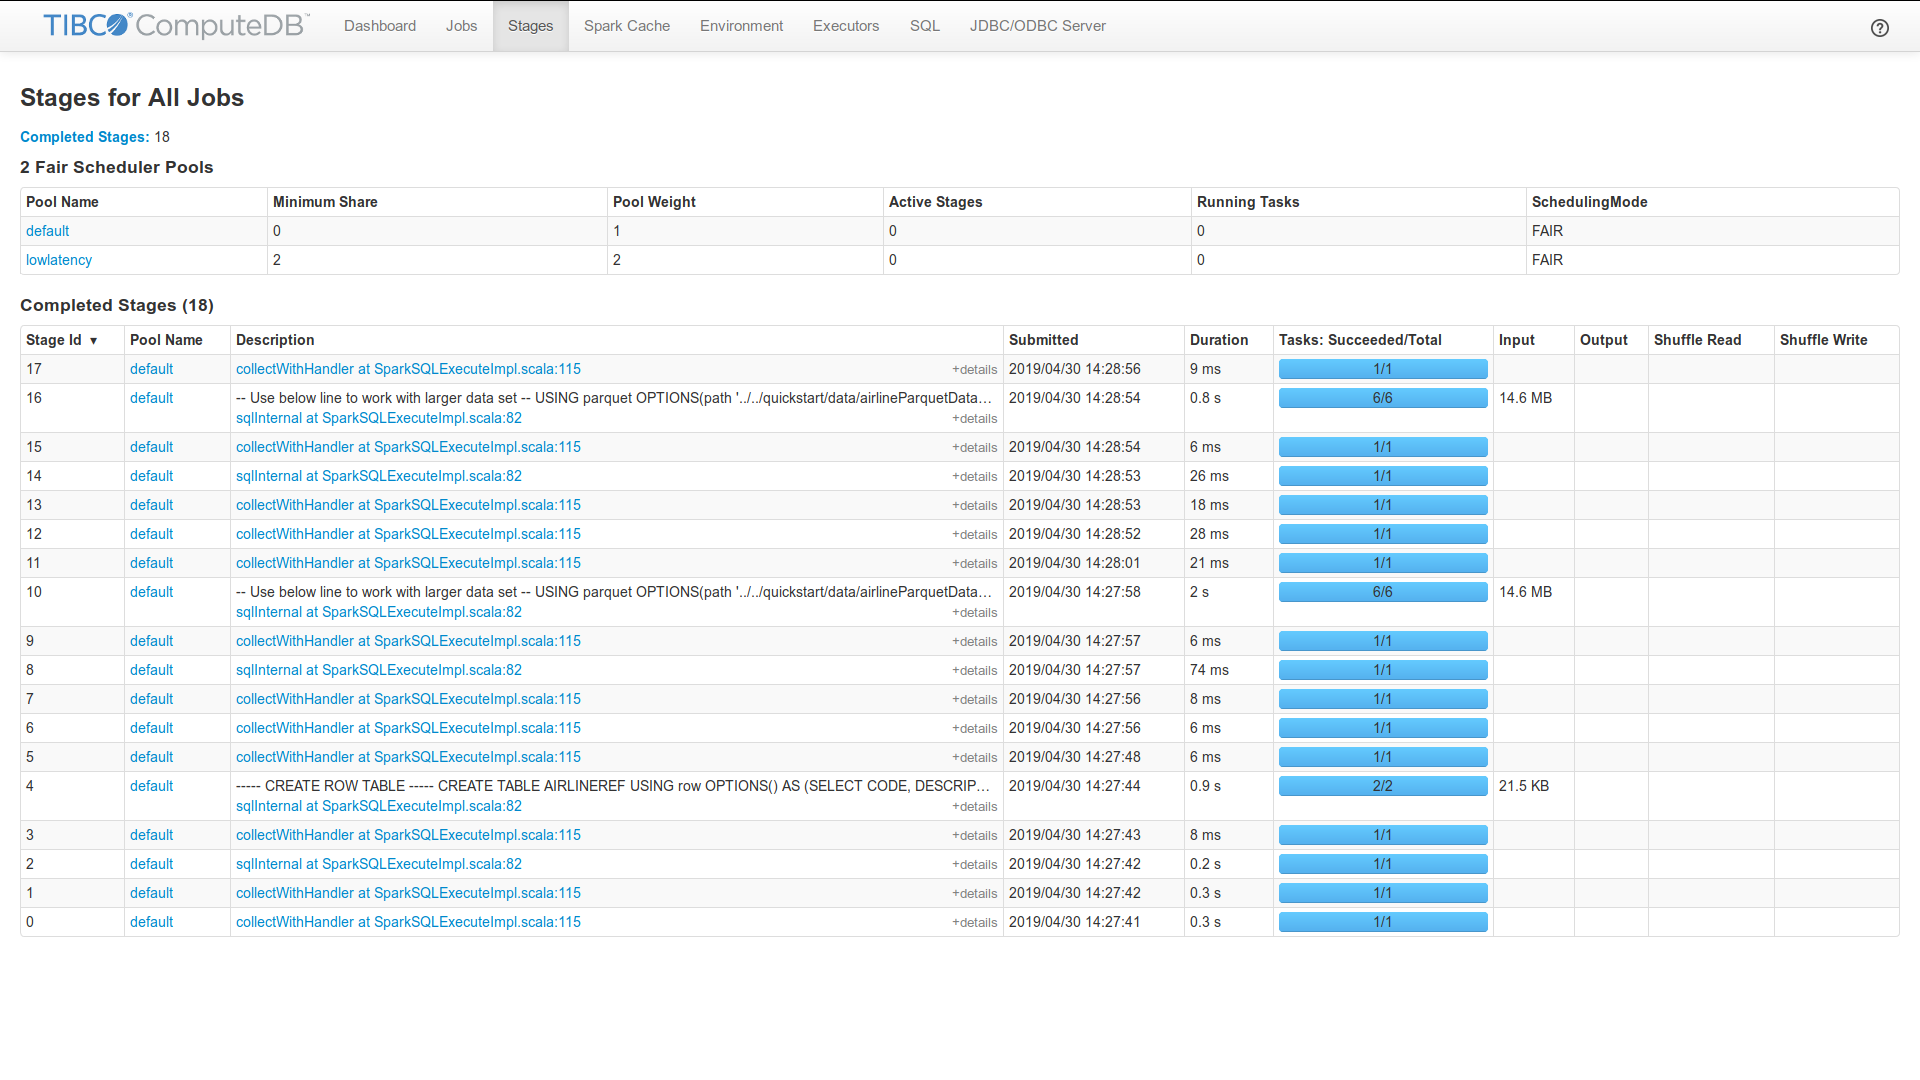 TIBCO® ComputeDB™ Dashboard Jobs Stages Spark Cache Environment Executors SQL JDBC/ODBC Server ?
Stages for All Jobs
Completed Stages: 18
2 Fair Scheduler Pools
Pool Name Minimum Share Pool Weight Active Stages Running Tasks SchedulingMode
default 0 1 0 0 FAIR
lowlatency 2 2 0 0 FAIR
Completed Stages (18)
Stage Id ▾ Pool Name Description Submitted Duration Tasks: Succeeded/Total Input Output Shuffle Read Shuffle Write
17 default collectWithHandler at SparkSQLExecuteImpl.scala:115 +details 2019/04/30 14:28:56 9 ms 1/1
16 default -- Use below line to work with larger data set -- USING parquet OPTIONS(path '../../quickstart/data/airlineParquetData... 2019/04/30 14:28:54 0.8 s 6/6 14.6 MB
sqlInternal at SparkSQLExecuteImpl.scala:82 +details
15 default collectWithHandler at SparkSQLExecuteImpl.scala:115 +details 2019/04/30 14:28:54 6 ms 1/1
14 default sqlInternal at SparkSQLExecuteImpl.scala:82 +details 2019/04/30 14:28:53 26 ms 1/1
13 default collectWithHandler at SparkSQLExecuteImpl.scala:115 +details 2019/04/30 14:28:53 18 ms 1/1
12 default collectWithHandler at SparkSQLExecuteImpl.scala:115 +details 2019/04/30 14:28:52 28 ms 1/1
11 default collectWithHandler at SparkSQLExecuteImpl.scala:115 +details 2019/04/30 14:28:01 21 ms 1/1
10 default -- Use below line to work with larger data set -- USING parquet OPTIONS(path '../../quickstart/data/airlineParquetData... 2019/04/30 14:27:58 2 s 6/6 14.6 MB
sqlInternal at SparkSQLExecuteImpl.scala:82 +details
9 default collectWithHandler at SparkSQLExecuteImpl.scala:115 +details 2019/04/30 14:27:57 6 ms 1/1
8 default sqlInternal at SparkSQLExecuteImpl.scala:82 +details 2019/04/30 14:27:57 74 ms 1/1
7 default collectWithHandler at SparkSQLExecuteImpl.scala:115 +details 2019/04/30 14:27:56 8 ms 1/1
6 default collectWithHandler at SparkSQLExecuteImpl.scala:115 +details 2019/04/30 14:27:56 6 ms 1/1
5 default collectWithHandler at SparkSQLExecuteImpl.scala:115 +details 2019/04/30 14:27:48 6 ms 1/1
4 default ----- CREATE ROW TABLE ----- CREATE TABLE AIRLINEREF USING row OPTIONS() AS (SELECT CODE, DESCRIP... 2019/04/30 14:27:44 0.9 s 2/2 21.5 KB
sqlInternal at SparkSQLExecuteImpl.scala:82 +details
3 default collectWithHandler at SparkSQLExecuteImpl.scala:115 +details 2019/04/30 14:27:43 8 ms 1/1
2 default sqlInternal at SparkSQLExecuteImpl.scala:82 +details 2019/04/30 14:27:42 0.2 s 1/1
1 default collectWithHandler at SparkSQLExecuteImpl.scala:115 +details 2019/04/30 14:27:42 0.3 s 1/1
0 default collectWithHandler at SparkSQLExecuteImpl.scala:115 +details 2019/04/30 14:27:41 0.3 s 1/1